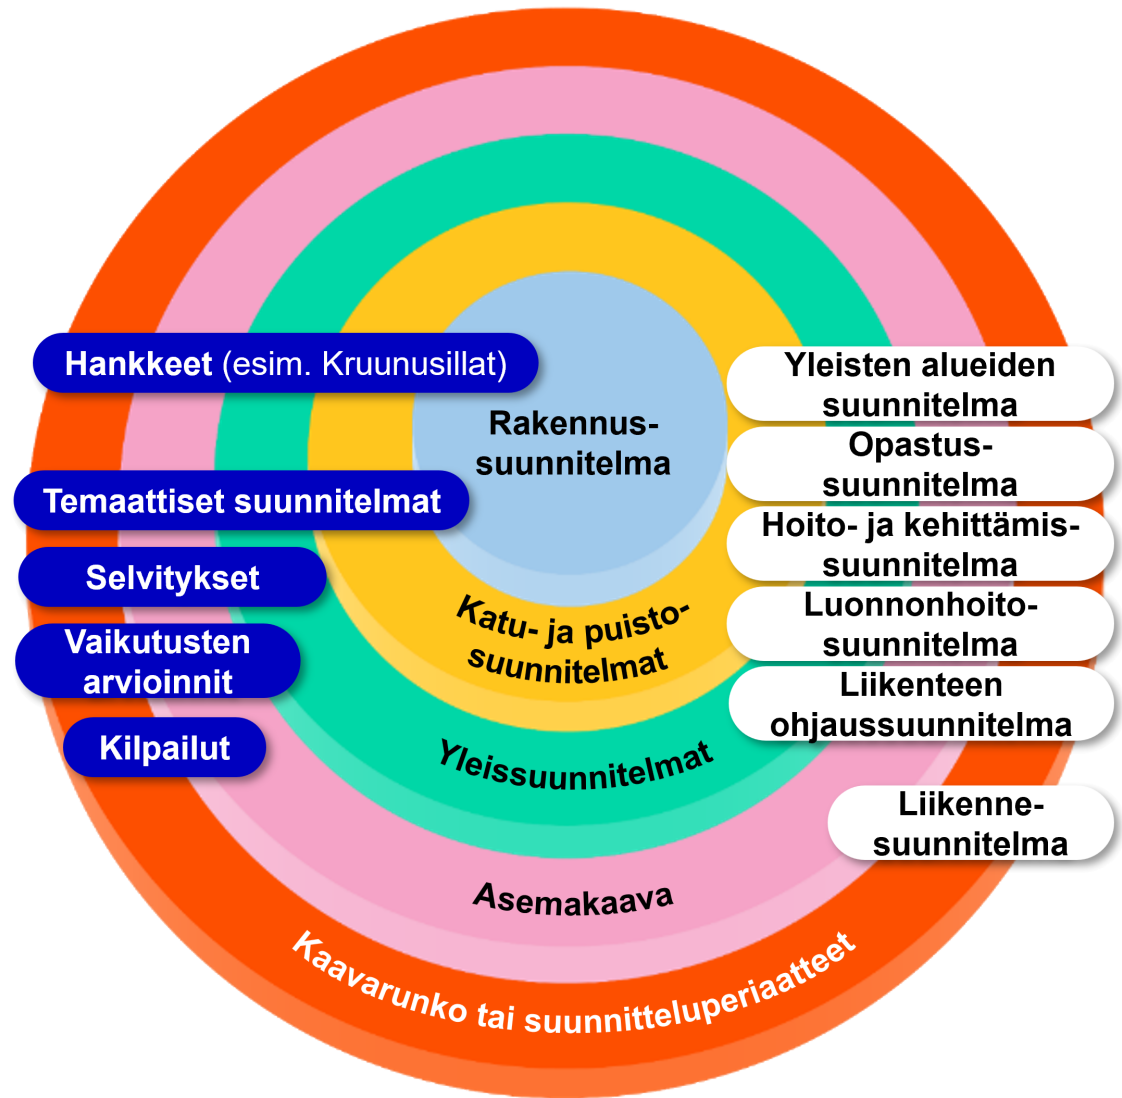 Hankkeet (esim. Kruunusillat)
Temaattiset suunnitelmat
Selvitykset
Vaikutusten
arvioinnit
Kilpailut
Rakennus-
suunnitelma
Katu- ja puisto-
suunnitelmat
Yleissuunnitelmat
Asemakaava
Kaavarunko tai suunnitteluperiaatteet
Yleisten alueiden
suunnitelma
Opastus-
suunnitelma
Hoito- ja kehittämis-
suunnitelma
Luonnonhoito-
suunnitelma
Liikenteen
ohjaussuunnitelma
Liikenne-
suunnitelma